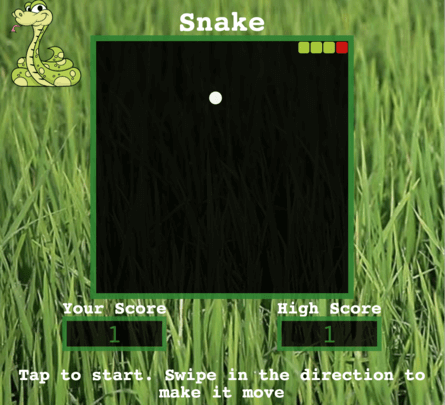 Snake
Your Score
High Score
1
1
Tap to start. Swipe in the direction to
make it move